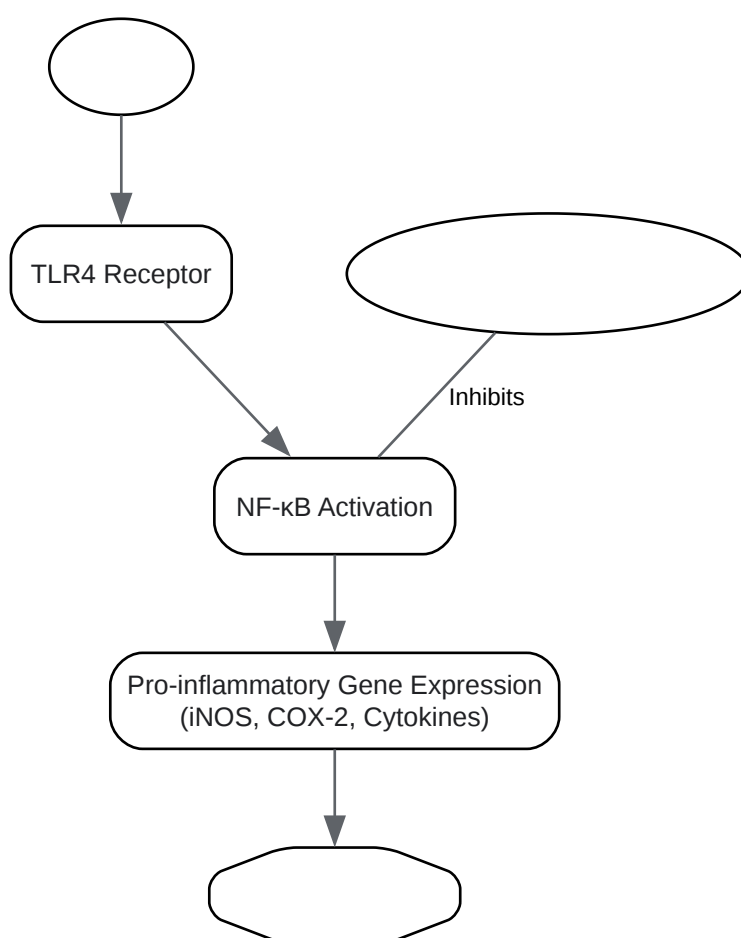 TLR4 Receptor
Inhibits
NF-κB Activation
Pro-inflammatory Gene Expression
(iNOS, COX-2, Cytokines)